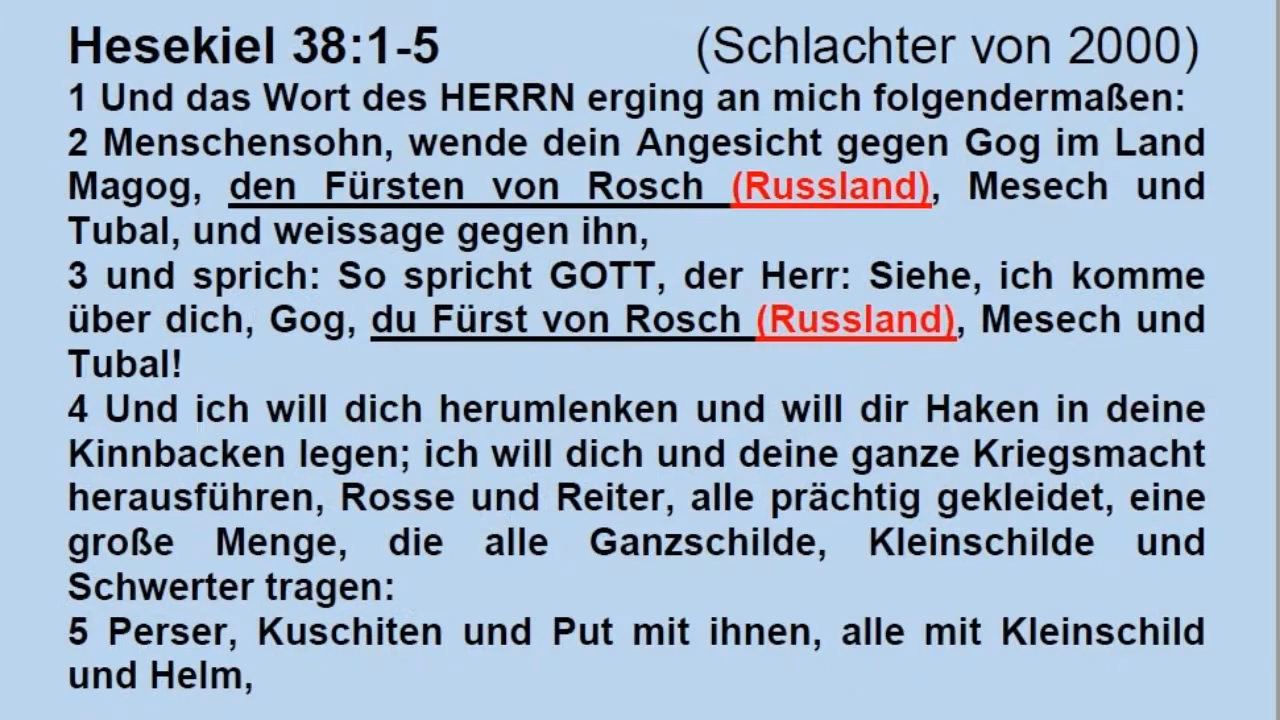 Hesekiel 38:1-5 (Schlachter von 2000)
1 Und das Wort des HERRN erging an mich folgendermaßen:
2 Menschensohn, wende dein Angesicht gegen Gog im Land
Magog, den Fürsten von Rosch (Russland), Mesech und
Tubal, und weissage gegen ihn,
3 und sprich: So spricht GOTT, der Herr: Siehe, ich komme
über dich, Gog, du Fürst von Rosch (Russland), Mesech und
Tubal!
4 Und ich will dich herumlenken und will dir Haken in deine
Kinnbacken legen; ich will dich und deine ganze Kriegsmacht
herausführen, Rosse und Reiter, alle prächtig gekleidet, eine
große Menge, die alle Ganzschilde, Kleinschilde und
Schwerter tragen:
5 Perser, Kuschiten und Put mit ihnen, alle mit Kleinschild
und Helm,